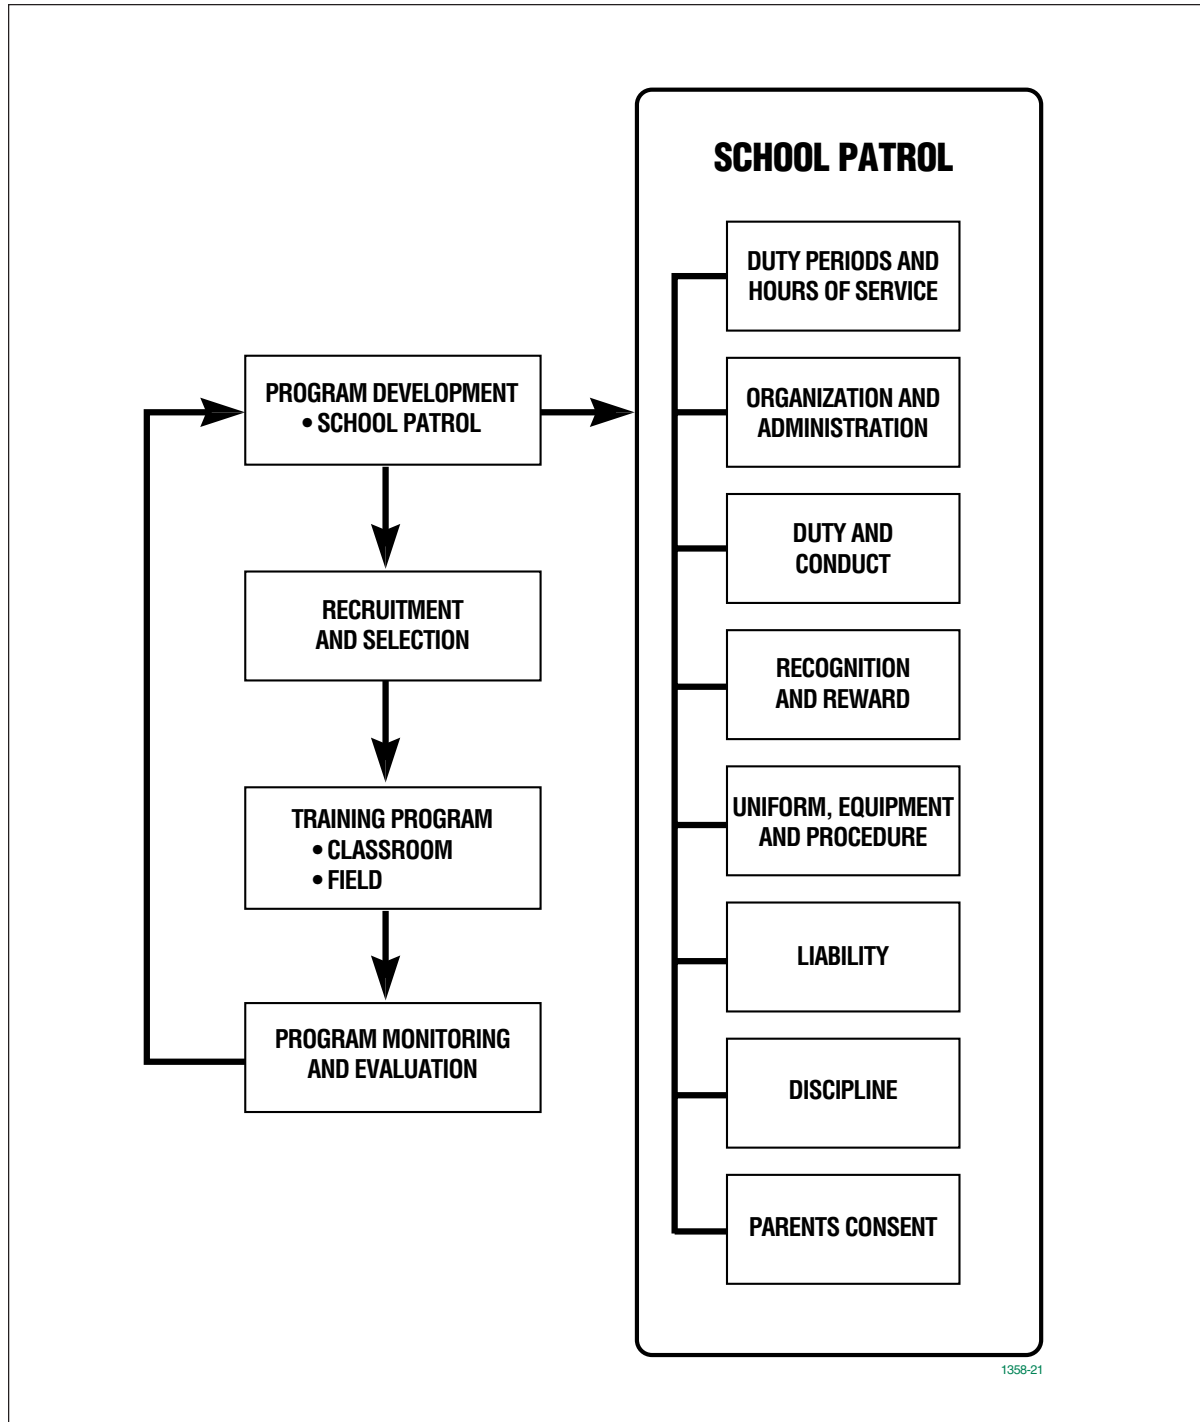 PROGRAM DEVELOPMENT
• SCHOOL PATROL
RECRUITMENT
AND SELECTION
TRAINING PROGRAM
• CLASSROOM
• FIELD
PROGRAM MONITORING
AND EVALUATION
SCHOOL PATROL
DUTY PERIODS AND
HOURS OF SERVICE
ORGANIZATION AND
ADMINISTRATION
DUTY AND
CONDUCT
RECOGNITION
AND REWARD
UNIFORM, EQUIPMENT
AND PROCEDURE
LIABILITY
DISCIPLINE
PARENTS CONSENT
1358-21